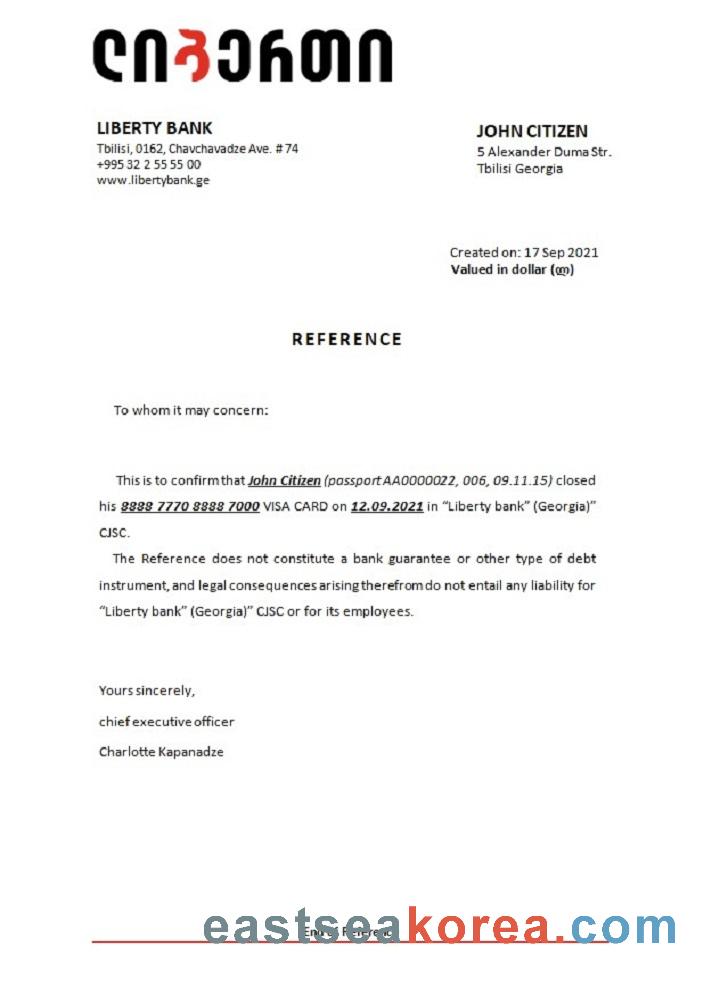 ლიბერთი
LIBERTY BANK
Tbilisi, 0162, Chavchavadze Ave. # 74
+995 32 2 55 55 00
www.libertybank.ge
JOHN CITIZEN
5 Alexander Duma Str.
Tbilisi Georgia
Created on: 17 Sep 2021
Valued in dollar (ლ)
REFERENCE
To whom it may concern:
This is to confirm that John Citizen (passport AA0000022, 006, 09.11.15) closed
his 8888 7770 8888 7000 VISA CARD on 12.09.2021 in “Liberty bank” (Georgia)”
CJSC.
The Reference does not constitute a bank guarantee or other type of debt
instrument, and legal consequences arising therefrom do not entail any liability for
“Liberty bank” (Georgia)” CJSC or for its employees.
Yours sincerely,
chief executive officer
Charlotte Kapanadze
End of Reference
eastseakorea.com